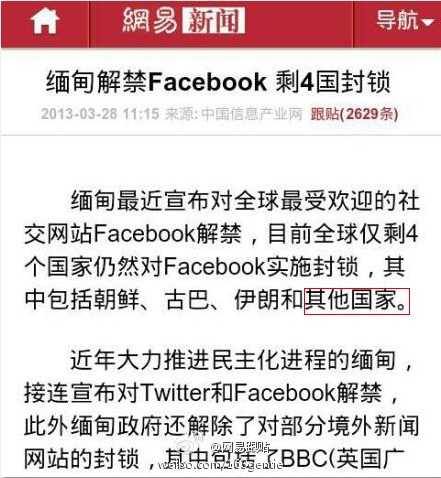 網易新闻
导航
缅甸解禁Facebook 剩4国封锁
2013-03-28 11:15 来源: 中国信息产业网 跟贴(2629条)
缅甸最近宣布对全球最受欢迎的社
交网站Facebook解禁，目前全球仅剩4
个国家仍然对Facebook实施封锁，其
中包括朝鲜、古巴、伊朗和其他国家。
近年大力推进民主化进程的缅甸，
接连宣布对Twitter和Facebook解禁，
此外缅甸政府还解除了对部分境外新闻
网站的封锁，其中包括了BBC(英国广
@网易跟贴